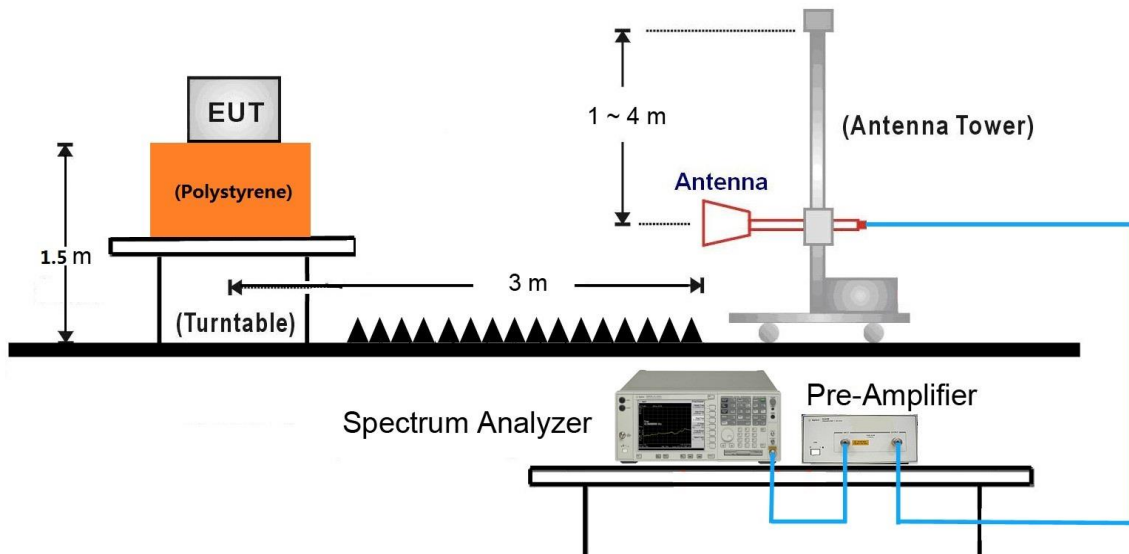 EUT
1 ~ 4 m
(Antenna Tower)
Antenna
(Polystyrene)
1.5 m
3 m
(Turntable)
Spectrum Analyzer
Pre-Amplifier